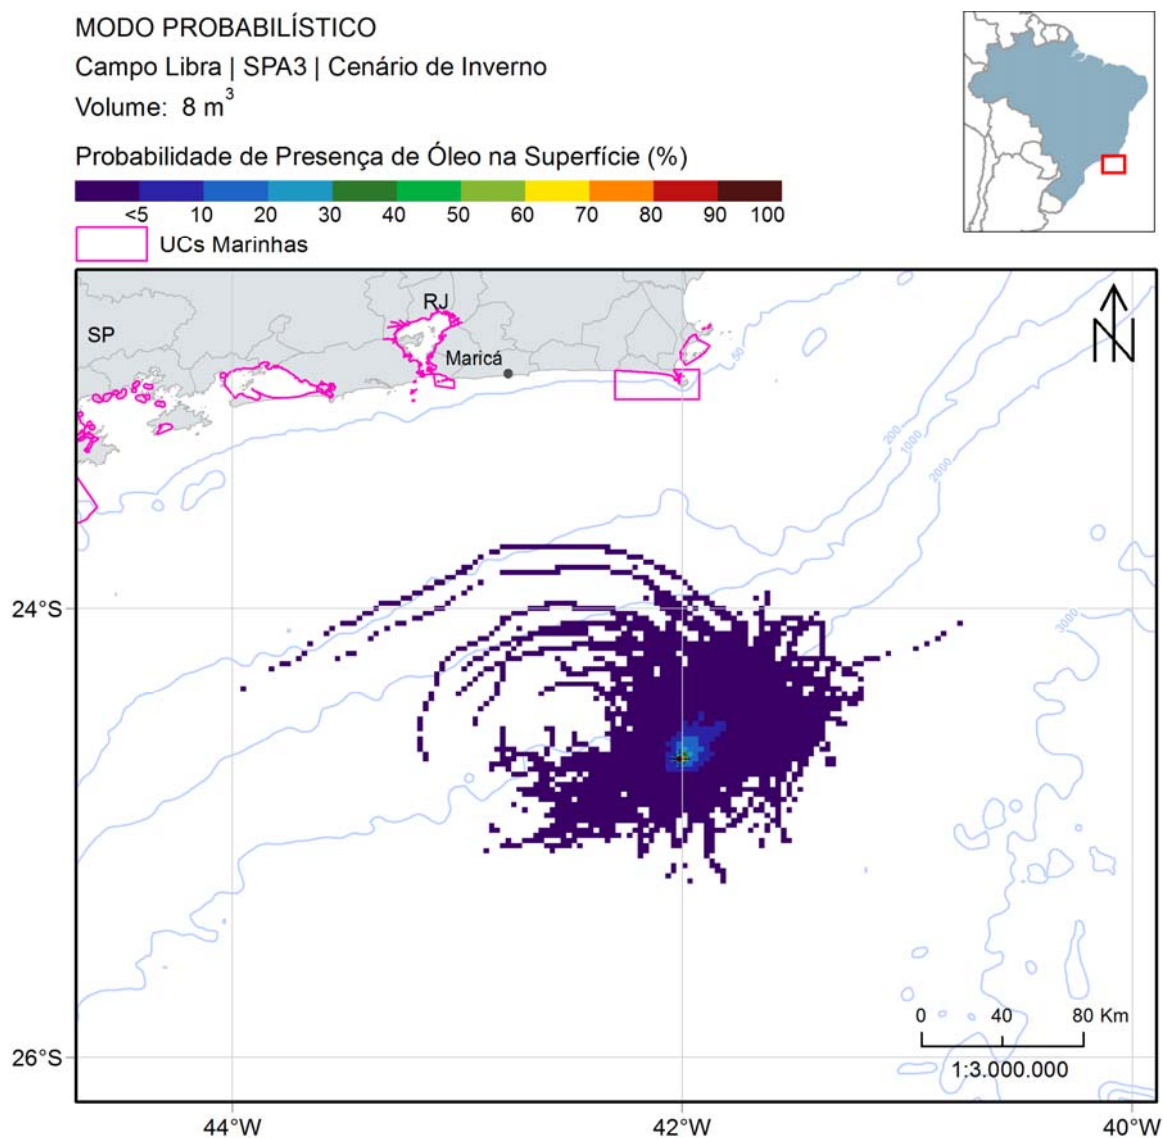 MODO PROBABILÍSTICO
Campo Libra | SPA3 | Cenário de Inverno
Volume: 8 m³
Probabilidade de Presença de Óleo na Superfície (%)
<5 10 20 30 40 50 60 70 80 90 100
UCs Marinhas
SP
RJ
Maricá
N
50
200
1000
2000
3000
24°S
26°S
0 40 80 Km
1:3.000.000
44°W 42°W 40°W